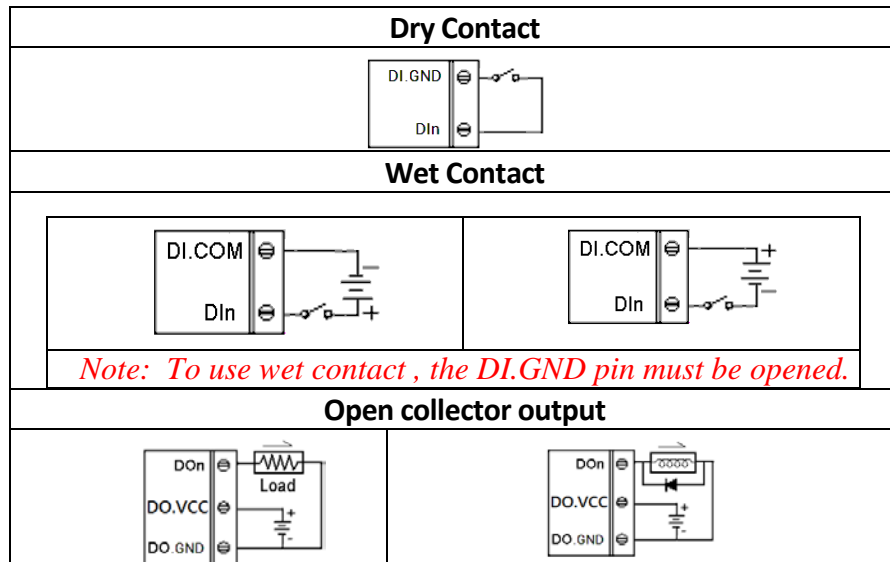 Dry Contact
DI.GND
DIn
Wet Contact
DI.COM
−
DIn
+
DI.COM
+
−
DIn
Note: To use wet contact , the DI.GND pin must be opened.
Open collector output
DOn
Load
DO.VCC
+
−
DO.GND
DOn
DO.VCC
+
−
DO.GND